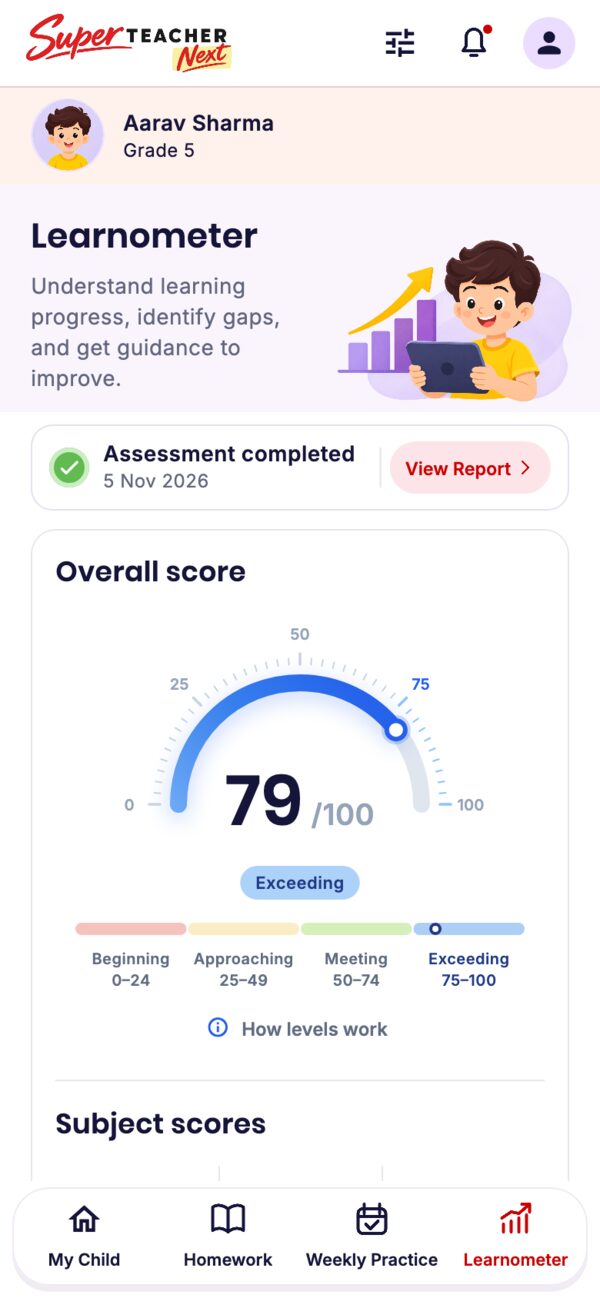 Super TEACHER
Next
Aarav Sharma
Grade 5
Learnometer
Understand learning
progress, identify gaps,
and get guidance to
improve.
Assessment completed
5 Nov 2026
View Report
Overall score
50
25
75
0
100
79 /100
Exceeding
Beginning Approaching Meeting Exceeding
0–24 25–49 50–74 75–100
How levels work
Subject scores
My Child Homework Weekly Practice Learnometer